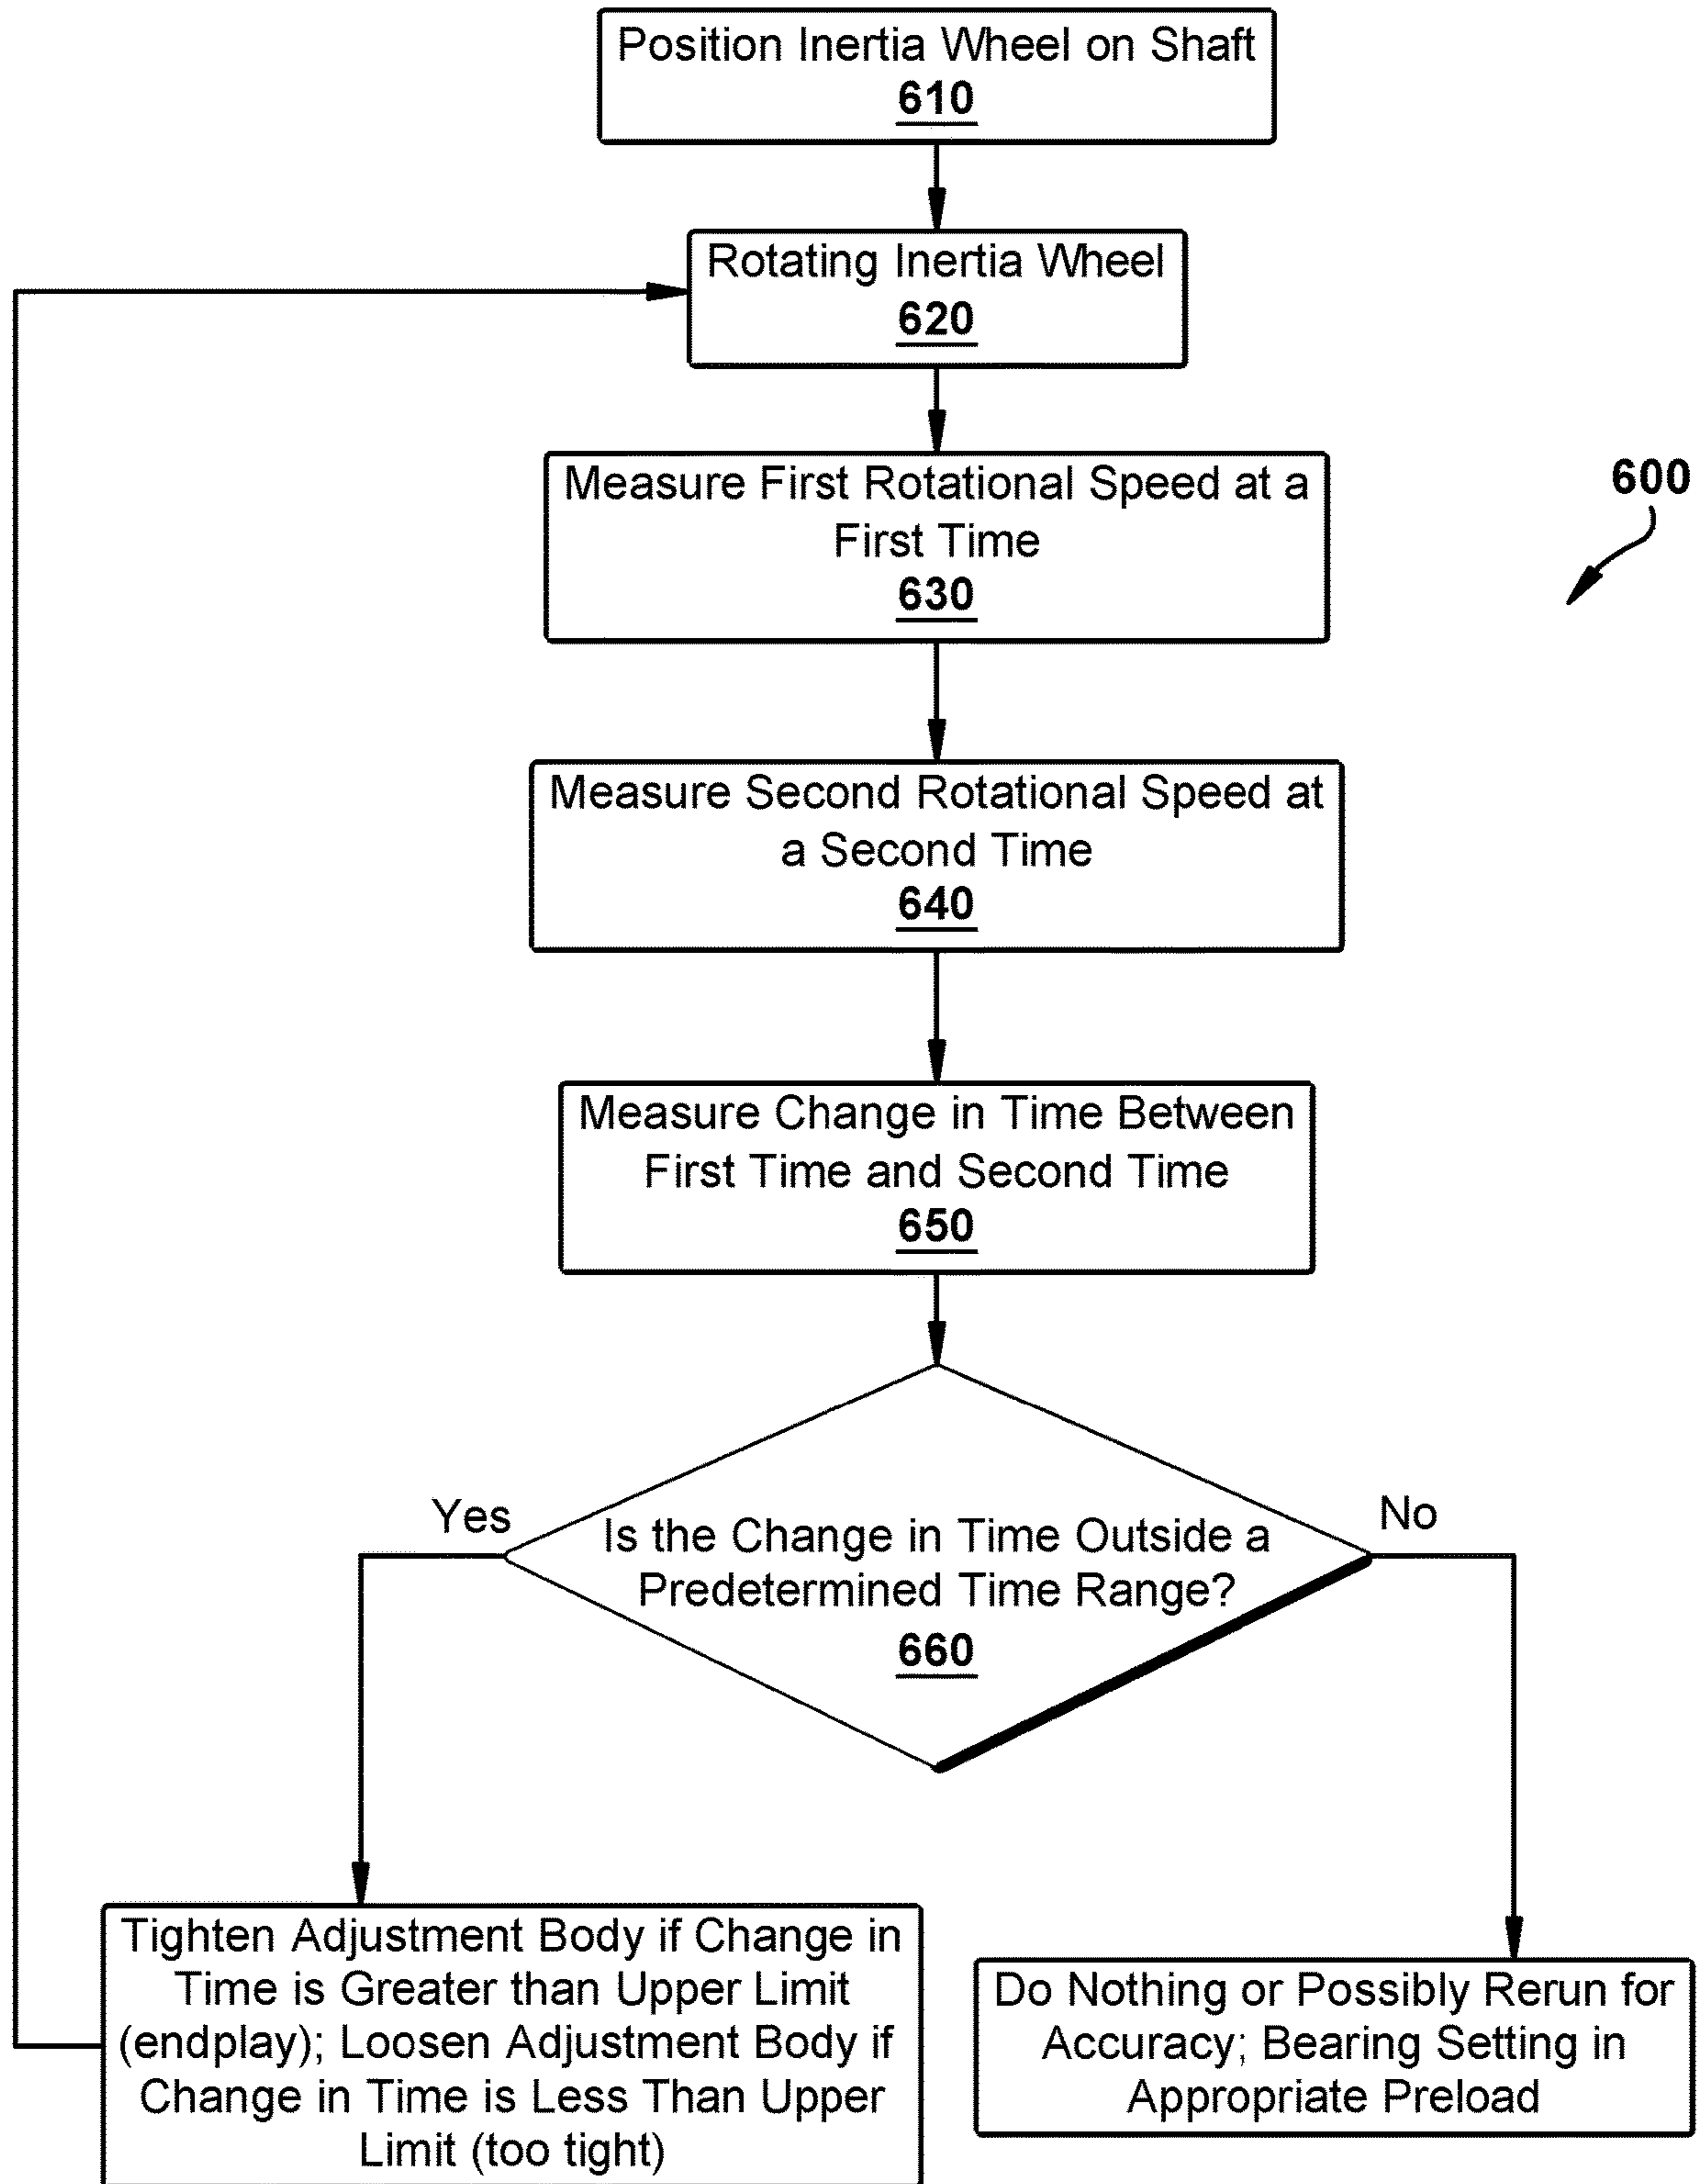 Position Inertia Wheel on Shaft
610
Rotating Inertia Wheel
620
Measure First Rotational Speed at a
First Time
630
600
Measure Second Rotational Speed at
a Second Time
640
Measure Change in Time Between
First Time and Second Time
650
Yes
No
Is the Change in Time Outside a
Predetermined Time Range?
660
Tighten Adjustment Body if Change in
Time is Greater than Upper Limit
(endplay); Loosen Adjustment Body if
Change in Time is Less Than Upper
Limit (too tight)
Do Nothing or Possibly Rerun for
Accuracy; Bearing Setting in
Appropriate Preload